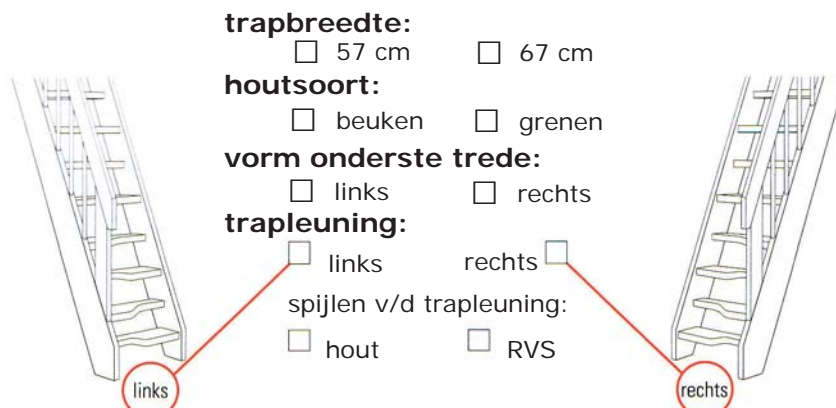 trapbreedte:
57 cm 67 cm
houtsoort:
beuken grenen
vorm onderste trede:
links rechts
trapleuning:
links rechts
spijlen v/d trapleuning:
hout RVS
links rechts